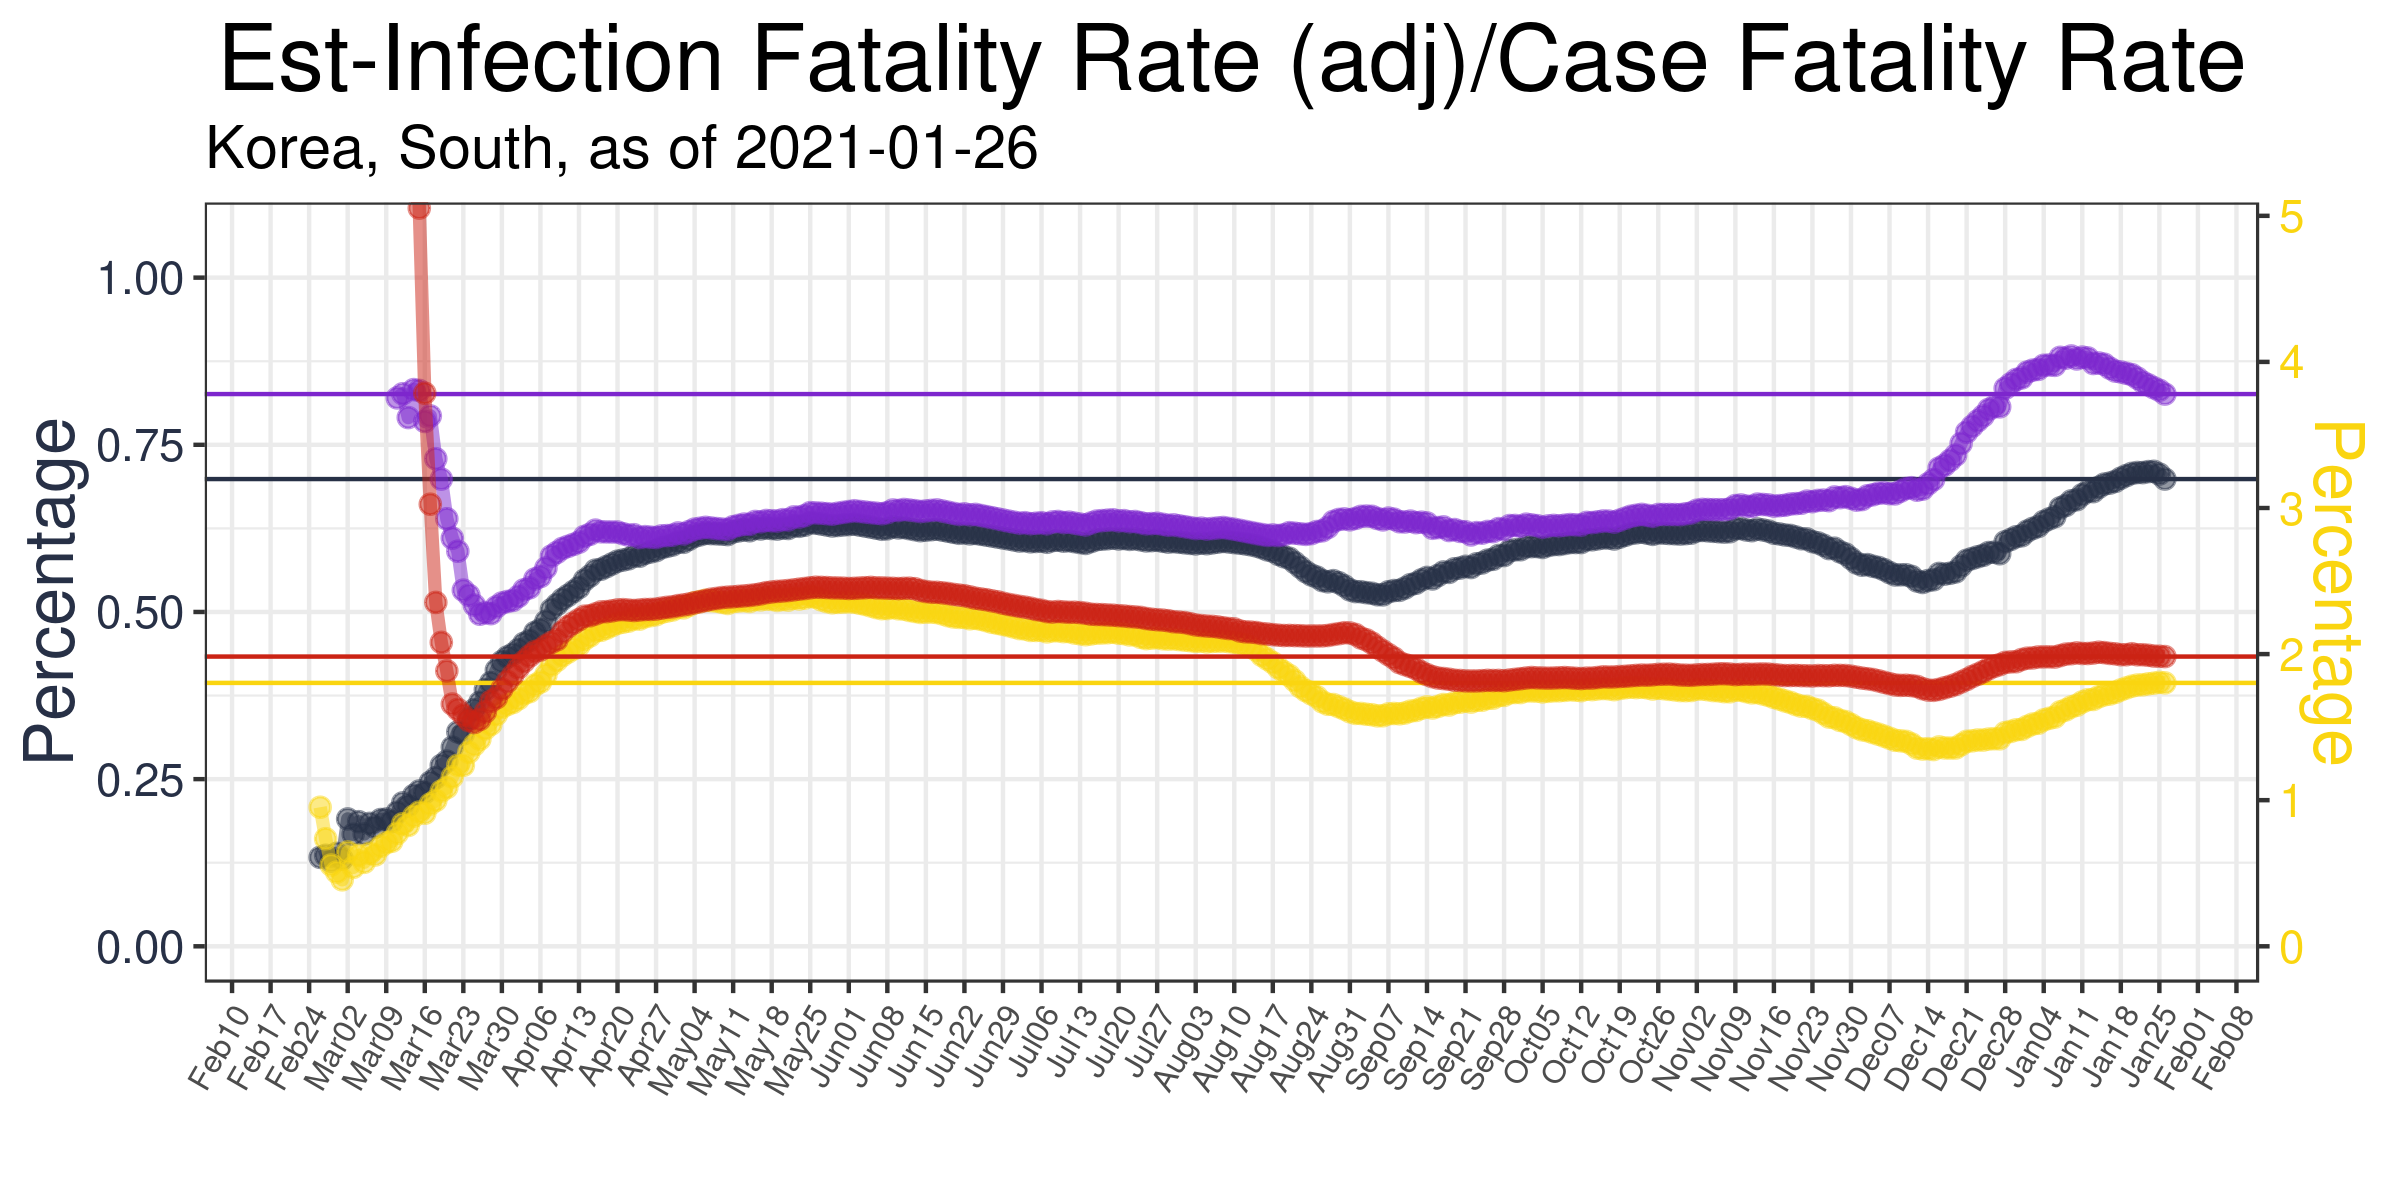 Est-Infection Fatality Rate (adj)/Case Fatality Rate
Korea, South, as of 2021-01-26
Percentage
1.00
0.75
0.50
0.25
0.00
5
4
3
2
1
0
Percentage
Feb10 Feb17 Feb24 Mar02 Mar09 Mar16 Mar23 Mar30 Apr06 Apr13 Apr20 Apr27 May04 May11 May18 May25 Jun01 Jun08 Jun15 Jun22 Jun29 Jul06 Jul13 Jul20 Jul27 Aug03 Aug10 Aug17 Aug24 Aug31 Sep07 Sep14 Sep21 Sep28 Oct05 Oct12 Oct19 Oct26 Nov02 Nov09 Nov16 Nov23 Nov30 Dec07 Dec14 Dec21 Dec28 Jan04 Jan11 Jan18 Jan25 Feb01 Feb08